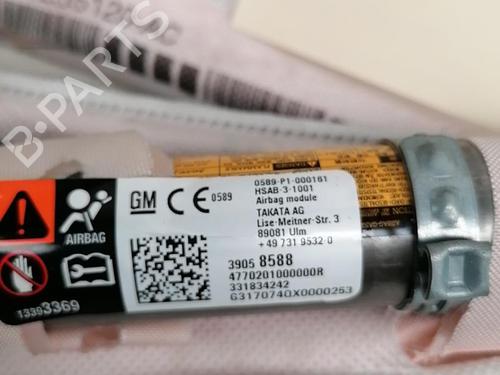 B-PARTS
GM CE 0589
0589-P1-000161
HSAB-3-1001
Airbag module
TAKATA AG
Lise-Meitner-Str. 3
89081 Ulm
+49 731 9532 0
AIRBAG
3905 8588
4770201000000R
331834242
G317074QX0000253
13393369